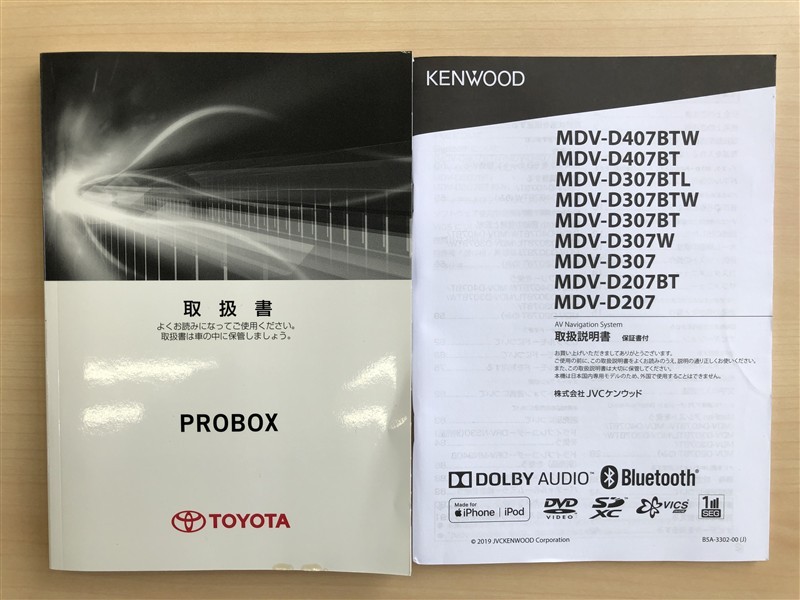 取扱書
よくお読みになってご使用ください。
取扱書は車の中に保管しましょう。
PROBOX
TOYOTA
KENWOOD
MDV-D407BTW
MDV-D407BT
MDV-D307BTL
MDV-D307BTW
MDV-D307BT
MDV-D307W
MDV-D307
MDV-D207BT
MDV-D207
AV Navigation System
取扱説明書 保証書付
お買い上げいただきましてありがとうございます。
ご使用の前に、この取扱説明書をよくお読みのうえ、説明の通り正しくお使いください。
また、この取扱説明書は大切に保管してください。
本機は日本国内専用モデルのため、外国で使用することはできません。
株式会社JVCケンウッド
DOLBY AUDIO™ Bluetooth®
Made for
iPhone | iPod
DVD
VIDEO
SD
XC
VICS
1
SEG
© 2019 JVCKENWOOD Corporation
B5A-3302-00 (J)